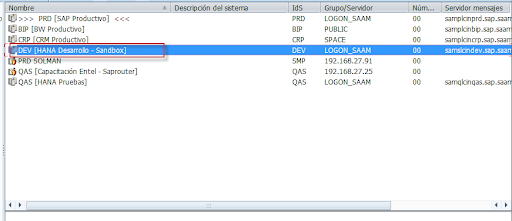 Nombre Descripción del sistema IdS Grupo/Servidor Núm... Servidor mensajes
>>> PRD [SAP Productivo] <<< PRD LOGON_SAAM 00 samplcinprd.sap.saam
BIP [BW Productivo] BIP PUBLIC 00 samplcinbip.sap.saam
CRP [CRM Productivo] CRP SPACE 00 samplcincrp.sap.saam
DEV [HANA Desarrollo - Sandbox] DEV LOGON_SAAM 00 samslcindev.sap.saam
PRD SOLMAN SMP 192.168.27.91 00
QAS [Capacitación Entel - Saprouter] QAS 192.168.27.25 00
QAS [HANA Pruebas] QAS LOGON_SAAM 00 samslcinqas.sap.saam